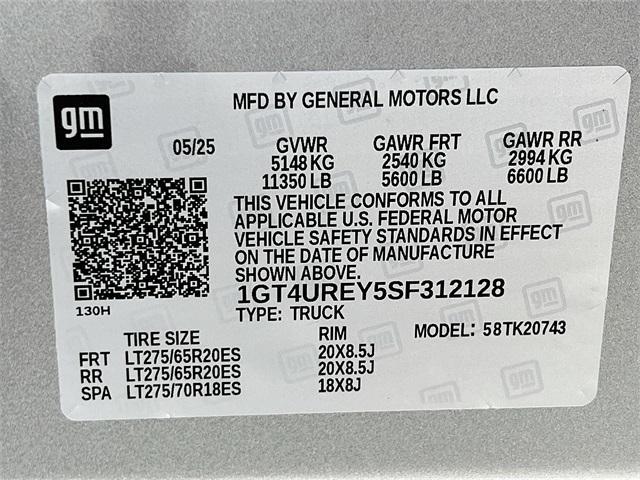 gm
MFD BY GENERAL MOTORS LLC
05/25 GVWR GAWR FRT GAWR RR
5148 KG 2540 KG 2994 KG
11350 LB 5600 LB 6600 LB
THIS VEHICLE CONFORMS TO ALL
APPLICABLE U.S. FEDERAL MOTOR
VEHICLE SAFETY STANDARDS IN EFFECT
ON THE DATE OF MANUFACTURE
SHOWN ABOVE.
130H
1GT4UREY5SF312128
TYPE: TRUCK MODEL: 58TK20743
TIRE SIZE RIM
FRT LT275/65R20ES 20X8.5J
RR LT275/65R20ES 20X8.5J
SPA LT275/70R18ES 18X8J